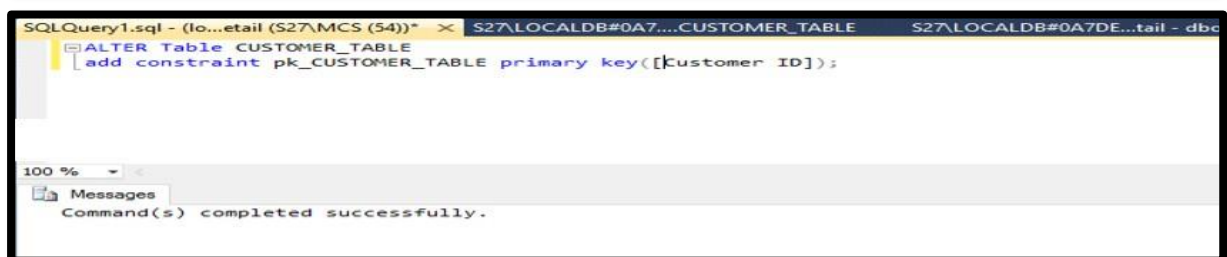 SQLQuery1.sql - (lo...etail (S27\MCS (54))* × S27\LOCALDB#0A7....CUSTOMER_TABLE S27\LOCALDB#0A7DE...tail - dbo
ALTER Table CUSTOMER_TABLE
add constraint pk_CUSTOMER_TABLE primary key([Customer ID]);
100 %
Messages
Command(s) completed successfully.